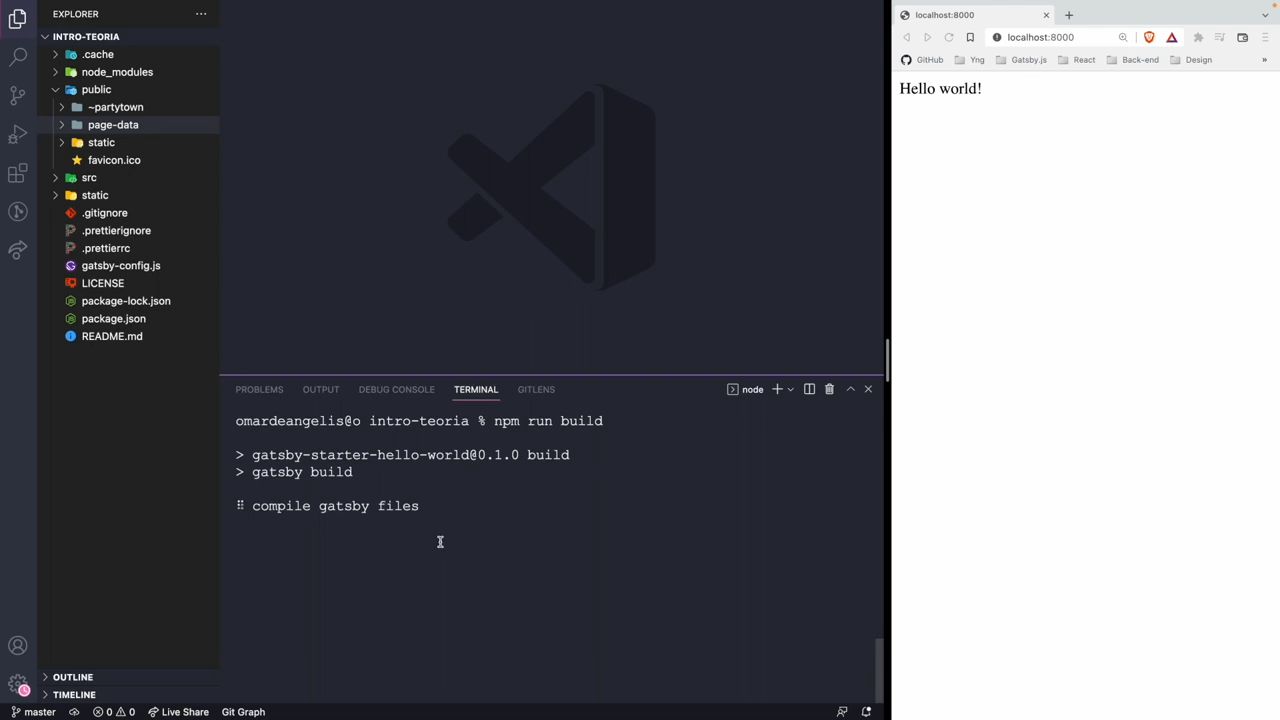 EXPLORER
INTRO-TEORIA
.cache
node_modules
public
~partytown
page-data
static
favicon.ico
src
static
.gitignore
.prettierignore
.prettierrc
gatsby-config.js
LICENSE
package-lock.json
package.json
README.md
OUTLINE
TIMELINE
PROBLEMS OUTPUT DEBUG CONSOLE TERMINAL GITLENS
node
omardeangelis@o intro-teoria % npm run build
> gatsby-starter-hello-world@0.1.0 build
> gatsby build
compile gatsby files
master 0 0 Live Share Git Graph
localhost:8000
localhost:8000
GitHub Yng Gatsby.js React Back-end Design »
Hello world!